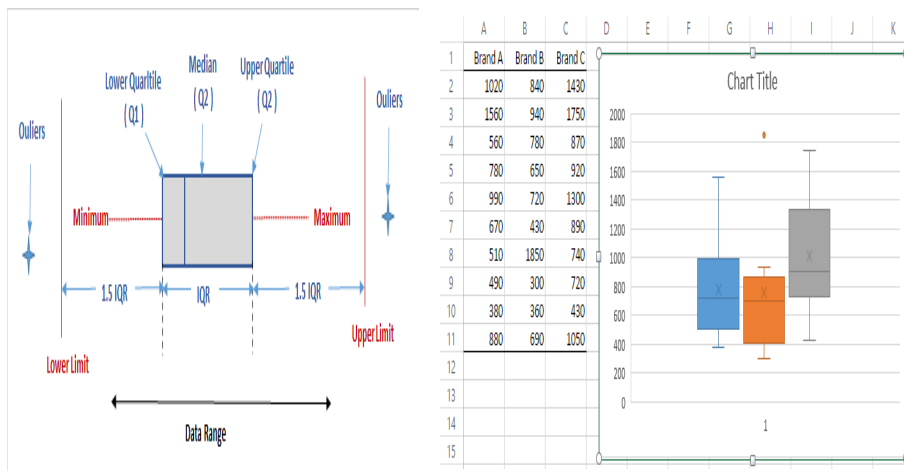 Lower Quarltile
( Q1 )
Median
( Q2 )
Upper Quartile
( Q2 )
Ouliers
Ouliers
Minimum
Maximum
1.5 IQR
IQR
1.5 IQR
Lower Limit
Upper Limit
Data Range
A B C D E F G H I J K
1 Brand A Brand B Brand C
2 1020 840 1430
3 1560 940 1750
4 560 780 870
5 780 650 920
6 990 720 1300
7 670 430 890
8 510 1850 740
9 490 300 720
10 380 360 430
11 880 690 1050
12
13
14
15
Chart Title
2000
1800
1600
1400
1200
1000
800
600
400
200
0
1